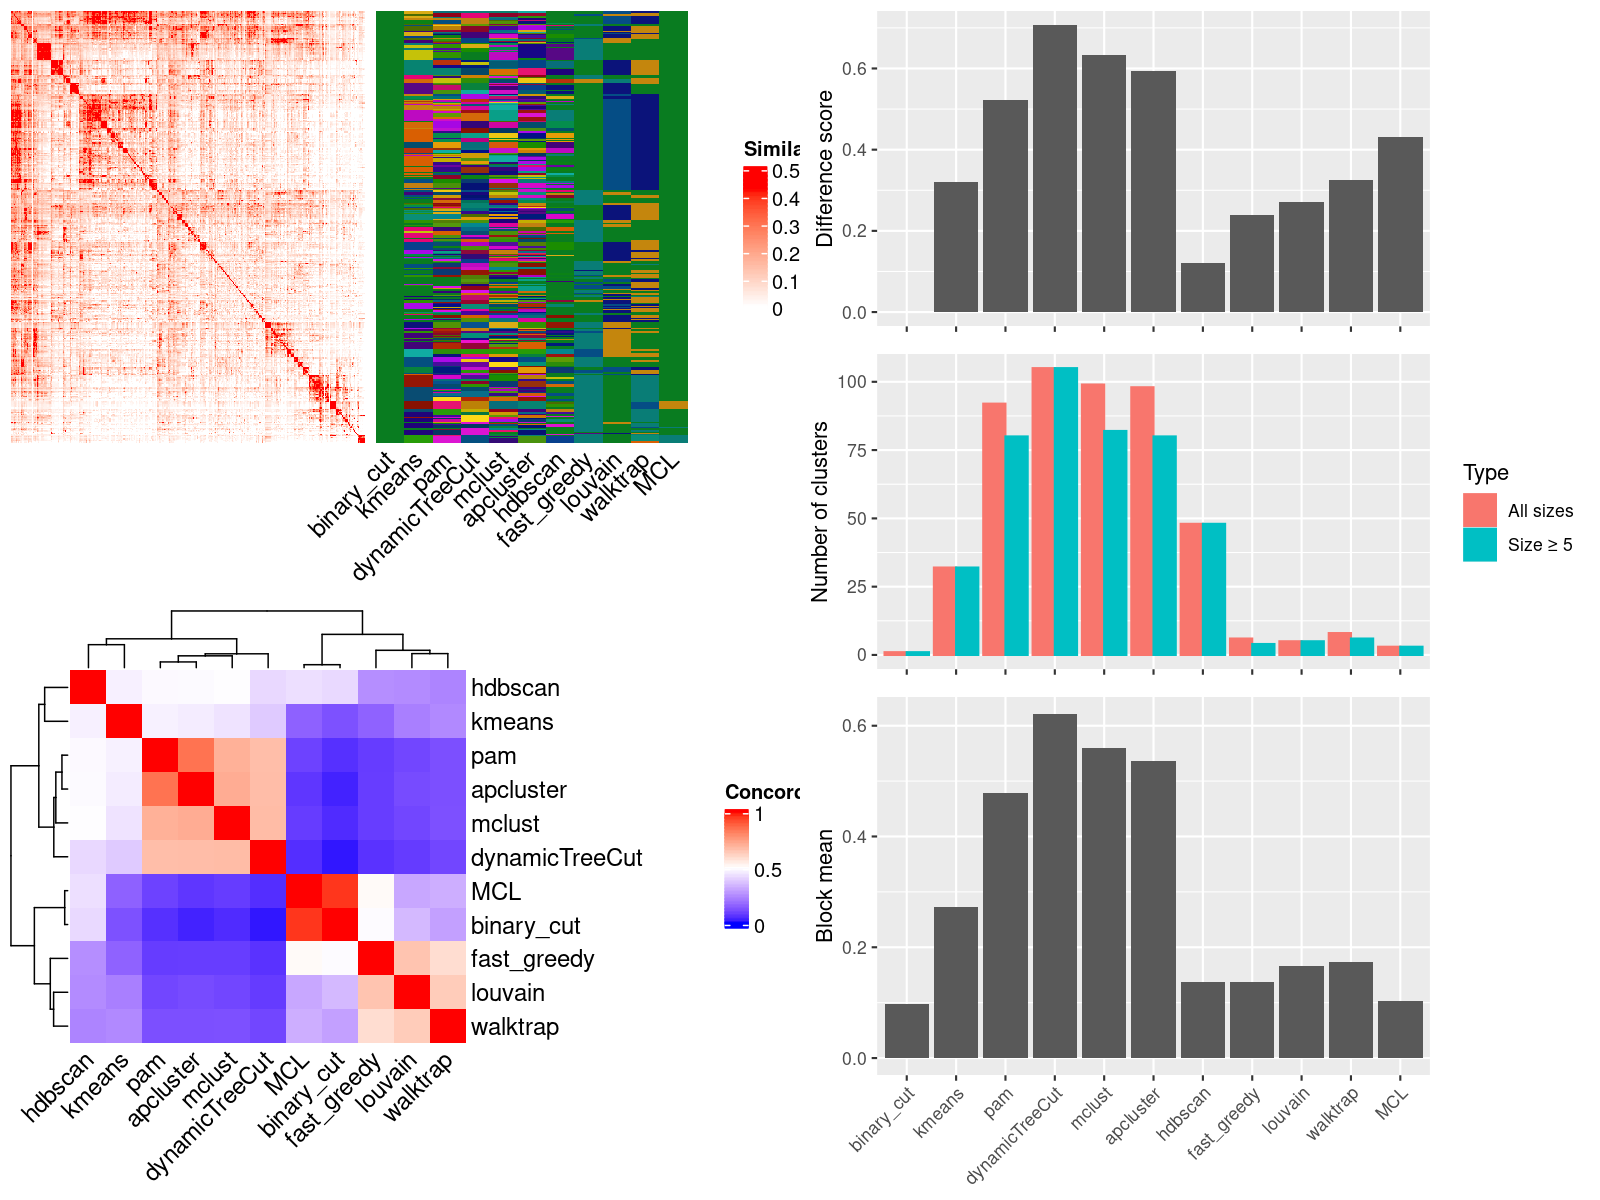 Simila
0.5
0.4
0.3
0.2
0.1
0
binary_cut
kmeans
pam
dynamicTreeCut
mclust
apcluster
hdbscan
fast_greedy
louvain
walktrap
MCL
hdbscan
kmeans
pam
apcluster
mclust
dynamicTreeCut
MCL
binary_cut
fast_greedy
louvain
walktrap
Concord
1
0.5
0
hdbscan
kmeans
pam
apcluster
mclust
dynamicTreeCut
MCL
binary_cut
fast_greedy
louvain
walktrap
Difference score
0.6
0.4
0.2
0.0
Number of clusters
100
75
50
25
0
Type
All sizes
Size ≥ 5
Block mean
0.6
0.4
0.2
0.0
binary_cut
kmeans
pam
dynamicTreeCut
mclust
apcluster
hdbscan
fast_greedy
louvain
walktrap
MCL